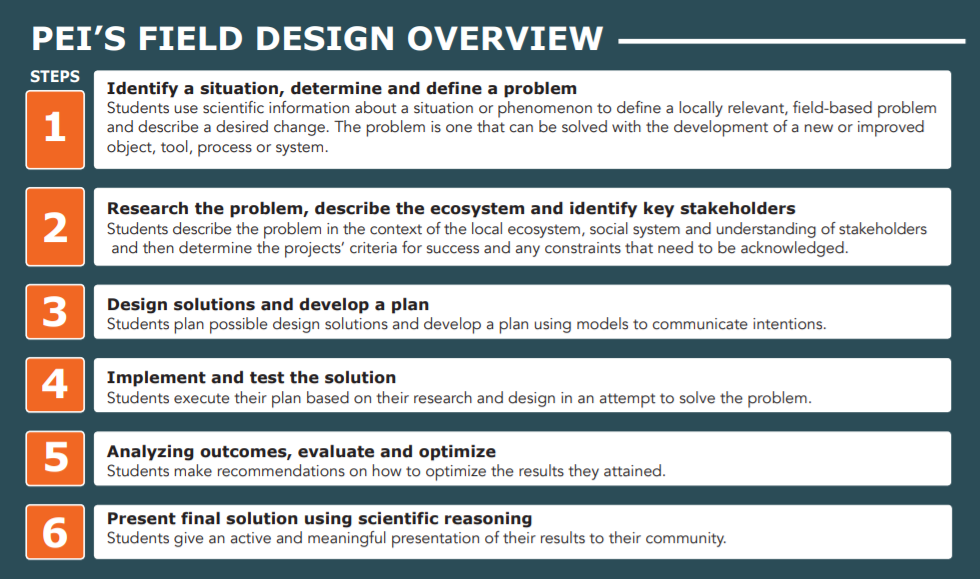 PEI'S FIELD DESIGN OVERVIEW
STEPS
1
Identify a situation, determine and define a problem
Students use scientific information about a situation or phenomenon to define a locally relevant, field-based problem
and describe a desired change. The problem is one that can be solved with the development of a new or improved
object, tool, process or system.
2
Research the problem, describe the ecosystem and identify key stakeholders
Students describe the problem in the context of the local ecosystem, social system and understanding of stakeholders
and then determine the projects' criteria for success and any constraints that need to be acknowledged.
3
Design solutions and develop a plan
Students plan possible design solutions and develop a plan using models to communicate intentions.
4
Implement and test the solution
Students execute their plan based on their research and design in an attempt to solve the problem.
5
Analyzing outcomes, evaluate and optimize
Students make recommendations on how to optimize the results they attained.
6
Present final solution using scientific reasoning
Students give an active and meaningful presentation of their results to their community.